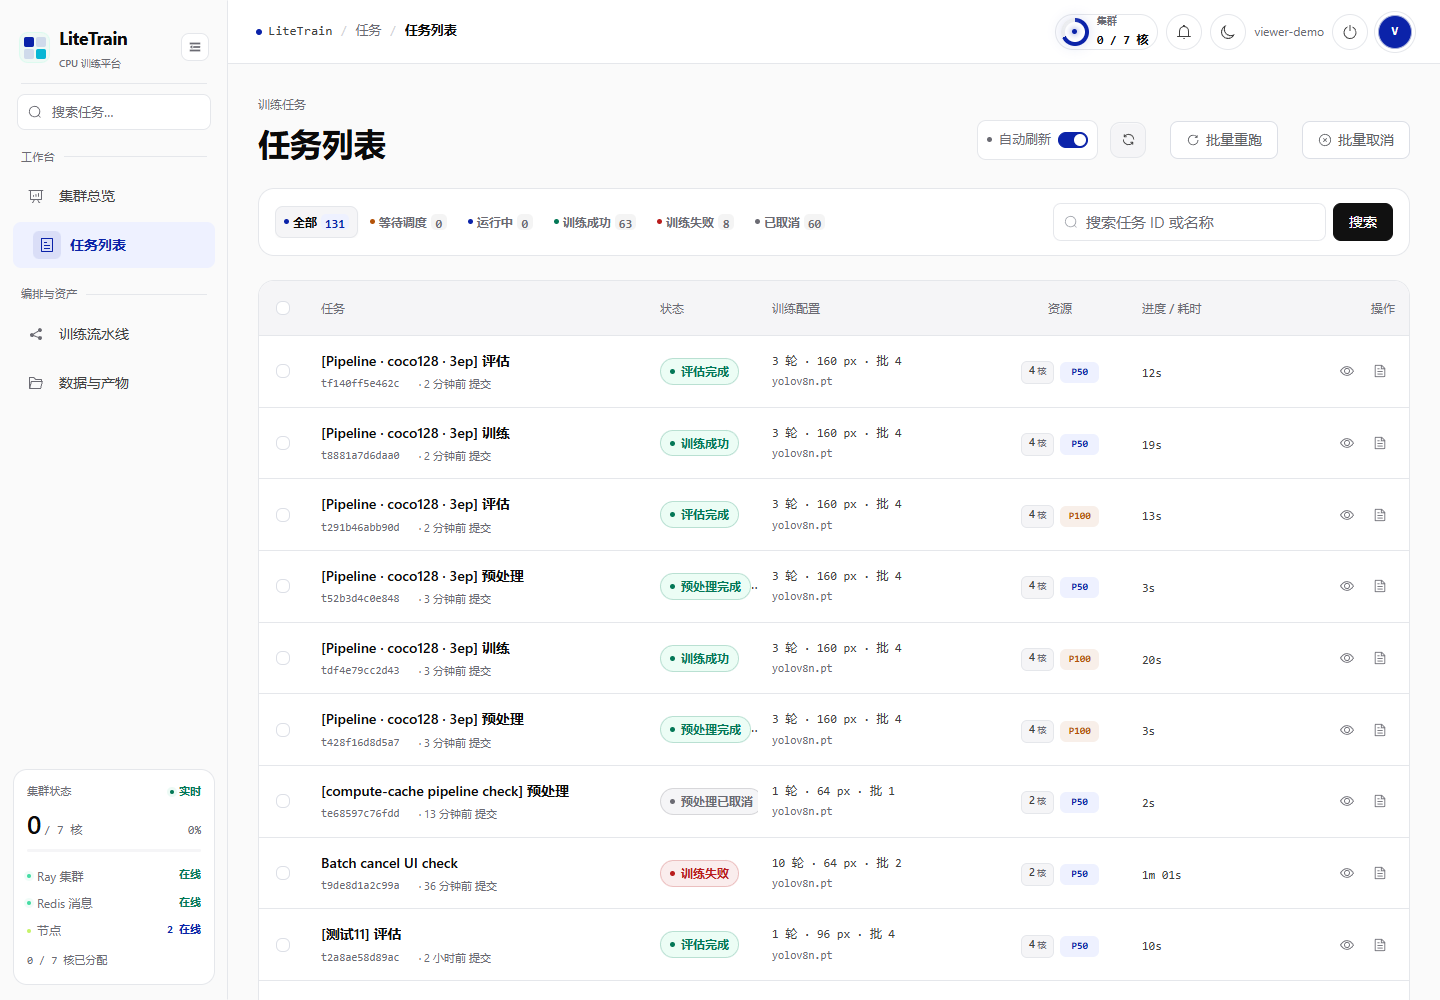 LiteTrain
CPU 训练平台
搜索任务...
工作台
集群总览
任务列表
编排与资产
训练流水线
数据与产物
集群状态 实时
0 / 7 核 0%
Ray 集群 在线
Redis 消息 在线
节点 2 在线
0 / 7 核已分配
LiteTrain / 任务 / 任务列表
集群
0 / 7 核
viewer-demo
V
训练任务
任务列表
自动刷新
批量重跑
批量取消
全部 131
等待调度 0
运行中 0
训练成功 63
训练失败 8
已取消 60
搜索任务 ID 或名称
搜索
任务 状态 训练配置 资源 进度 / 耗时 操作
[Pipeline · coco128 · 3ep] 评估 评估完成 3 轮 · 160 px · 批 4 4 核 P50 12s
tf140ff5e462c · 2 分钟前 提交 yolov8n.pt
[Pipeline · coco128 · 3ep] 训练 训练成功 3 轮 · 160 px · 批 4 4 核 P50 19s
t8881a7d6daa0 · 2 分钟前 提交 yolov8n.pt
[Pipeline · coco128 · 3ep] 评估 评估完成 3 轮 · 160 px · 批 4 4 核 P100 13s
t291b46abb90d · 2 分钟前 提交 yolov8n.pt
[Pipeline · coco128 · 3ep] 预处理 预处理完成 .. 3 轮 · 160 px · 批 4 4 核 P50 3s
t52b3d4c0e848 · 3 分钟前 提交 yolov8n.pt
[Pipeline · coco128 · 3ep] 训练 训练成功 3 轮 · 160 px · 批 4 4 核 P100 20s
tdf4e79cc2d43 · 3 分钟前 提交 yolov8n.pt
[Pipeline · coco128 · 3ep] 预处理 预处理完成 .. 3 轮 · 160 px · 批 4 4 核 P100 3s
t428f16d8d5a7 · 3 分钟前 提交 yolov8n.pt
[compute-cache pipeline check] 预处理 预处理已取消 1 轮 · 64 px · 批 1 2 核 P50 2s
te68597c76fdd · 13 分钟前 提交 yolov8n.pt
Batch cancel UI check 训练失败 10 轮 · 64 px · 批 2 2 核 P50 1m 01s
t9de8d1a2c99a · 36 分钟前 提交 yolov8n.pt
[测试11] 评估 评估完成 1 轮 · 96 px · 批 4 4 核 P50 10s
t2a8ae58d89ac · 2 小时前 提交 yolov8n.pt